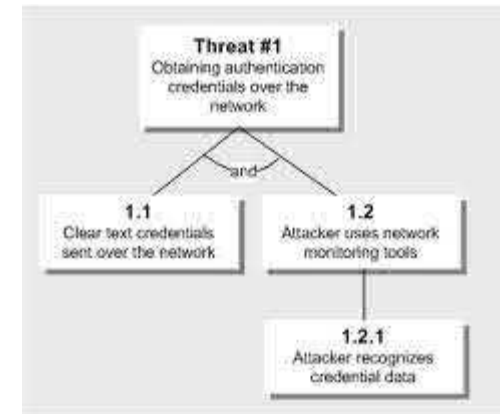 Threat #1
Obtaining authentication
credentials over the
network
and
1.1
Clear text credentials
sent over the network
1.2
Attacker uses network
monitoring tools
1.2.1
Attacker recognizes
credential data